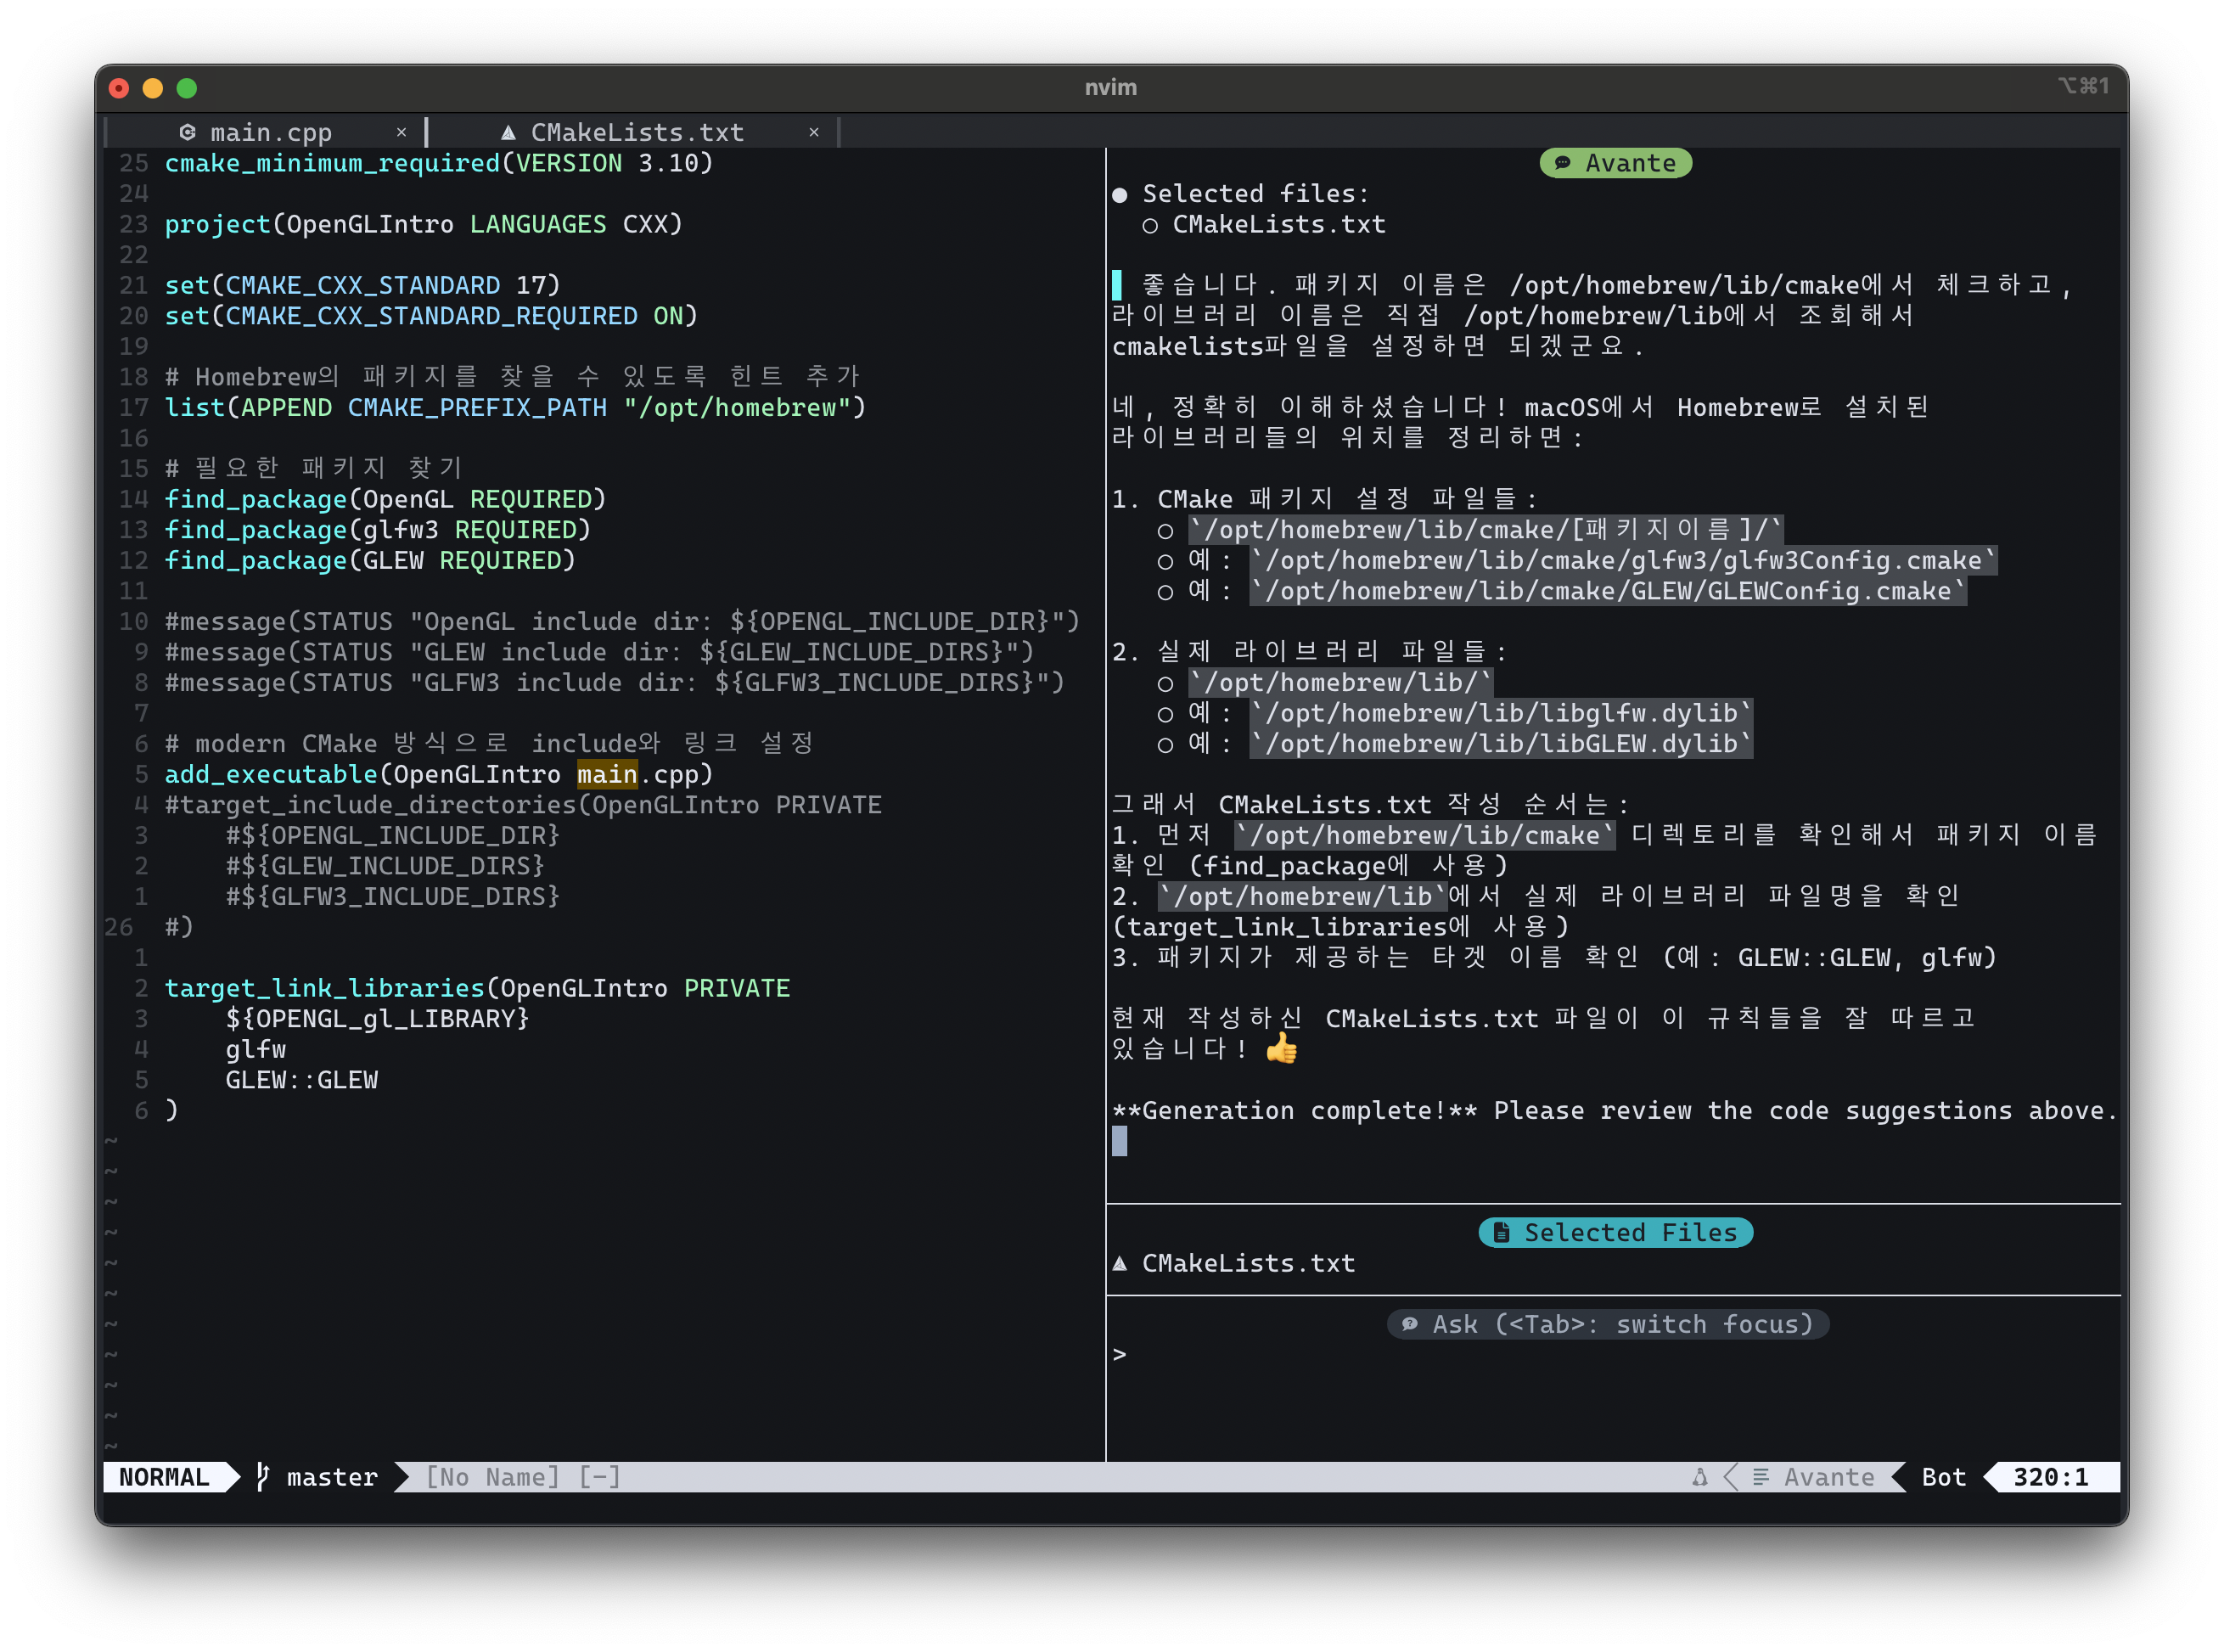 nvim
⌥⌘1
main.cpp × CMakeLists.txt ×
25 cmake_minimum_required(VERSION 3.10)
24
23 project(OpenGLIntro LANGUAGES CXX)
22
21 set(CMAKE_CXX_STANDARD 17)
20 set(CMAKE_CXX_STANDARD_REQUIRED ON)
19
18 # Homebrew의 패키지를 찾을 수 있도록 힌트 추가
17 list(APPEND CMAKE_PREFIX_PATH "/opt/homebrew")
16
15 # 필요한 패키지 찾기
14 find_package(OpenGL REQUIRED)
13 find_package(glfw3 REQUIRED)
12 find_package(GLEW REQUIRED)
11
10 #message(STATUS "OpenGL include dir: ${OPENGL_INCLUDE_DIR}")
9 #message(STATUS "GLEW include dir: ${GLEW_INCLUDE_DIRS}")
8 #message(STATUS "GLFW3 include dir: ${GLFW3_INCLUDE_DIRS}")
7
6 # modern CMake 방식으로 include와 링크 설정
5 add_executable(OpenGLIntro main.cpp)
4 #target_include_directories(OpenGLIntro PRIVATE
3 #${OPENGL_INCLUDE_DIR}
2 #${GLEW_INCLUDE_DIRS}
1 #${GLFW3_INCLUDE_DIRS}
26 #)
1
2 target_link_libraries(OpenGLIntro PRIVATE
3 ${OPENGL_gl_LIBRARY}
4 glfw
5 GLEW::GLEW
6 )
~
~
~
~
~
~
~
~
~
~
~
Avante
● Selected files:
○ CMakeLists.txt
좋습니다. 패키지 이름은 /opt/homebrew/lib/cmake에서 체크하고,
라이브러리 이름은 직접 /opt/homebrew/lib에서 조회해서
cmakelists파일을 설정하면 되겠군요.
네, 정확히 이해하셨습니다! macOS에서 Homebrew로 설치된
라이브러리들의 위치를 정리하면:
1. CMake 패키지 설정 파일들:
○ `/opt/homebrew/lib/cmake/[패키지이름]/`
○ 예: `/opt/homebrew/lib/cmake/glfw3/glfw3Config.cmake`
○ 예: `/opt/homebrew/lib/cmake/GLEW/GLEWConfig.cmake`
2. 실제 라이브러리 파일들:
○ `/opt/homebrew/lib/`
○ 예: `/opt/homebrew/lib/libglfw.dylib`
○ 예: `/opt/homebrew/lib/libGLEW.dylib`
그래서 CMakeLists.txt 작성 순서는:
1. 먼저 `/opt/homebrew/lib/cmake` 디렉토리를 확인해서 패키지 이름
확인 (find_package에 사용)
2. `/opt/homebrew/lib`에서 실제 라이브러리 파일명을 확인
(target_link_libraries에 사용)
3. 패키지가 제공하는 타겟 이름 확인 (예: GLEW::GLEW, glfw)
현재 작성하신 CMakeLists.txt 파일이 이 규칙들을 잘 따르고
있습니다! 👍
**Generation complete!** Please review the code suggestions above.
Selected Files
CMakeLists.txt
Ask (<Tab>: switch focus)
>
NORMAL master [No Name] [-] Avante Bot 320:1